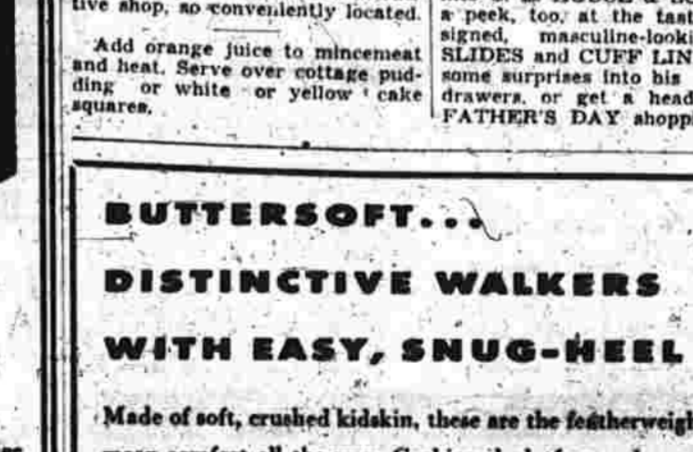 tive shop, so conveniently located.
Add orange juice to mincemeat
and heat. Serve over cottage pud-
ding or white or yellow cake
squares.
a peek, too, at the
signed, masculine-looki
SLIDES and CUFF LIN
some surprises into his
drawers, or get a head
FATHER'S DAY shoppi
BUTTERSOFT...
DISTINCTIVE WALKERS
WITH EASY, SNUG-HEEL
Made of soft, crushed kidskin, these are the featherweigh